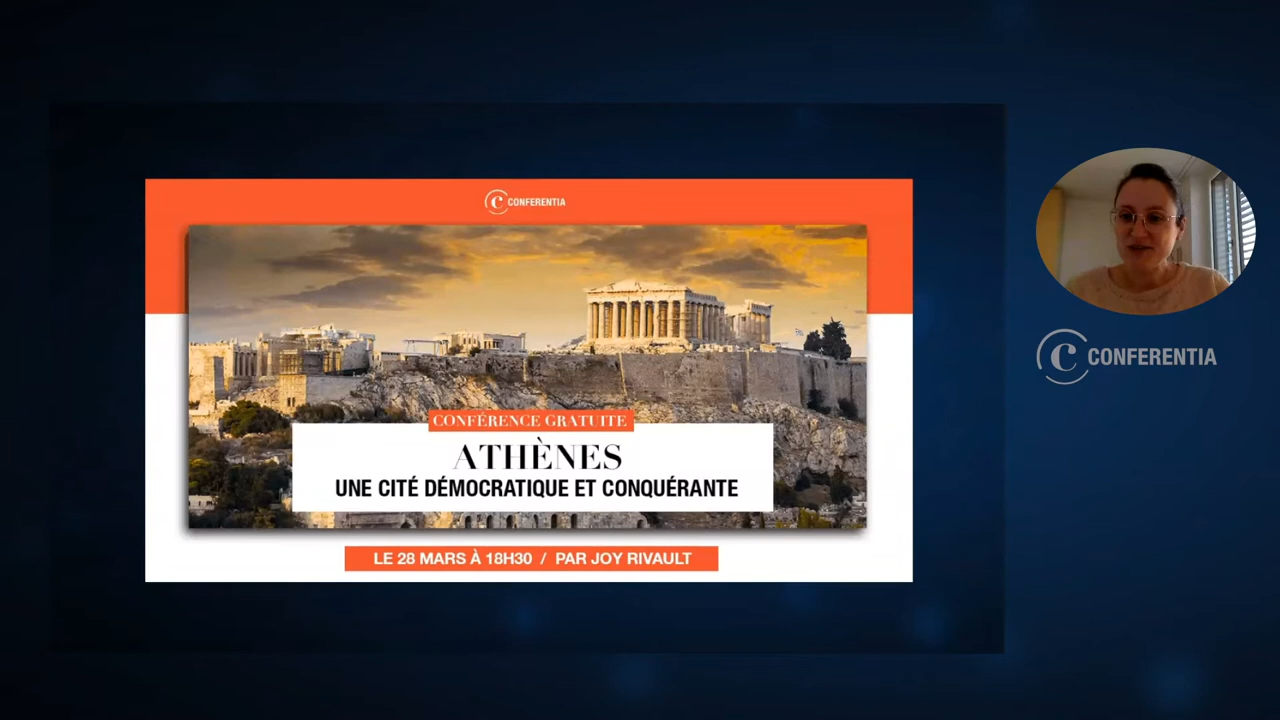 CONFERENTIA
CONFÉRENCE GRATUITE
ATHÈNES
UNE CITÉ DÉMOCRATIQUE ET CONQUÉRANTE
LE 28 MARS À 18H30 / PAR JOY RIVAULT
CONFERENTIA